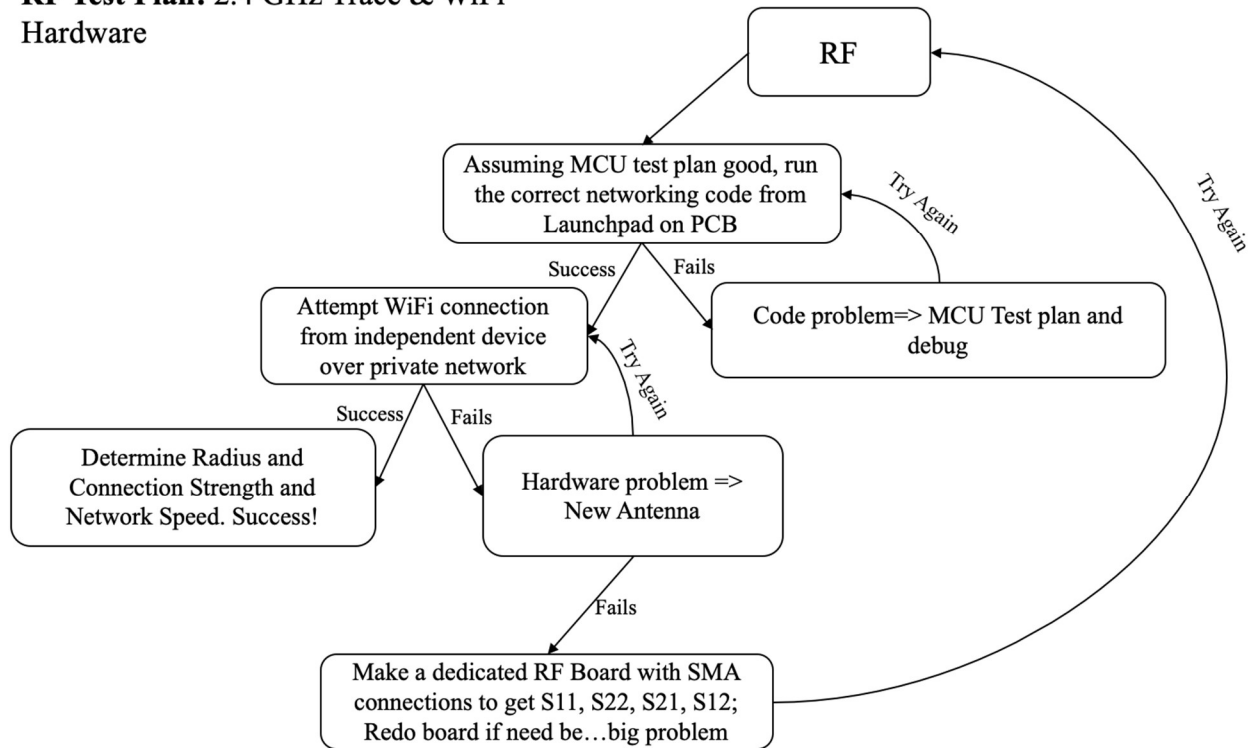 RF Test Plan: 2.4 GHz Trace & WiFi
Hardware
RF
Assuming MCU test plan good, run
the correct networking code from
Launchpad on PCB
Try Again
Try Again
Success
Fails
Attempt WiFi connection
from independent device
over private network
Code problem=> MCU Test plan and
debug
Try Again
Success
Fails
Determine Radius and
Connection Strength and
Network Speed. Success!
Hardware problem =>
New Antenna
Fails
Make a dedicated RF Board with SMA
connections to get S11, S22, S21, S12;
Redo board if need be…big problem